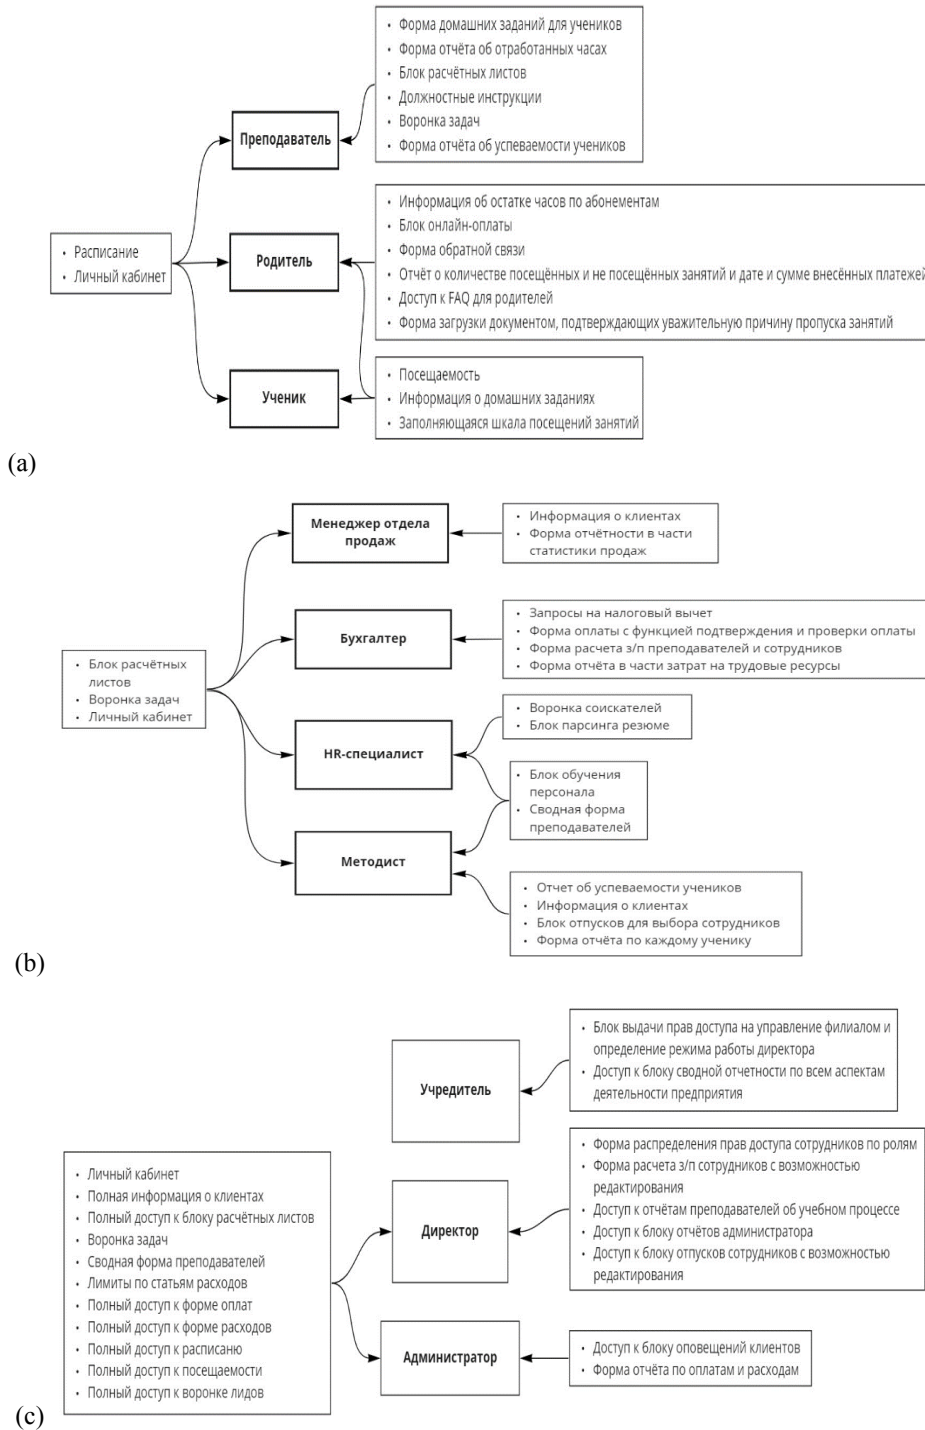 Форма домашних заданий для учеников
Форма отчёта об отработанных часах
Блок расчётных листов
Должностные инструкции
Воронка задач
Форма отчёта об успеваемости учеников
Преподаватель
Расписание
Личный кабинет
Родитель
Информация об остатке часов по абонементам
Блок онлайн-оплаты
Форма обратной связи
Отчёт о количестве посещённых и не посещённых занятий и дате и сумме внесённых платежей
Доступ к FAQ для родителей
Форма загрузки документом, подтверждающих уважительную причину пропуска занятий
Ученик
Посещаемость
Информация о домашних заданиях
Заполняющаяся шкала посещений занятий
(a)
Менеджер отдела
продаж
Информация о клиентах
Форма отчётности в части
статистики продаж
Бухгалтер
Запросы на налоговый вычет
Форма оплаты с функцией подтверждения и проверки оплаты
Форма расчета з/п преподавателей и сотрудников
Форма отчёта в части затрат на трудовые ресурсы
Блок расчётных
листов
Воронка задач
Личный кабинет
HR-специалист
Воронка соискателей
Блок парсинга резюме
Блок обучения
персонала
Сводная форма
преподавателей
Методист
Отчет об успеваемости учеников
Информация о клиентах
Блок отпусков для выбора сотрудников
Форма отчёта по каждому ученику
(b)
Учредитель
Блок выдачи прав доступа на управление филиалом и
определение режима работы директора
Доступ к блоку сводной отчетности по всем аспектам
деятельности предприятия
Личный кабинет
Полная информация о клиентах
Полный доступ к блоку расчётных листов
Воронка задач
Сводная форма преподавателей
Лимиты по статьям расходов
Полный доступ к форме оплат
Полный доступ к форме расходов
Полный доступ к расписаню
Полный доступ к посещаемости
Полный доступ к воронке лидов
Директор
Форма распределения прав доступа сотрудников по ролям
Форма расчета з/п сотрудников с возможностью
редактирования
Доступ к отчётам преподавателей об учебном процессе
Доступ к блоку отчётов администратора
Доступ к блоку отпусков сотрудников с возможностью
редактирования
Администратор
Доступ к блоку оповещений клиентов
Форма отчёта по оплатам и расходам
(c)